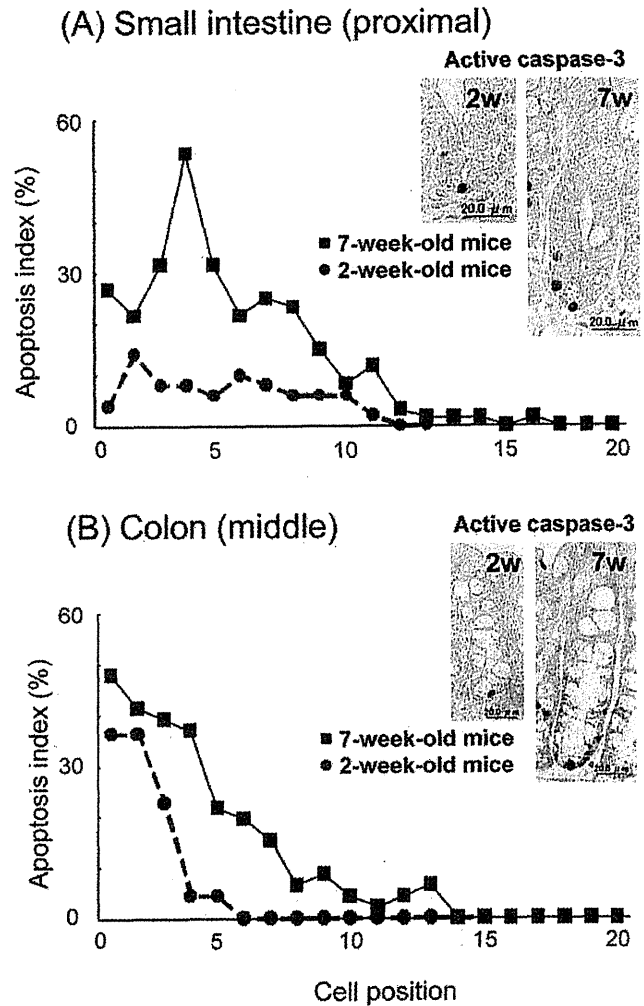 (A) Small intestine (proximal)
Active caspase-3
2w
7w
20.0 μm
20.0 μm
60
30
0
Apoptosis index (%)
7-week-old mice
2-week-old mice
0 5 10 15 20
(B) Colon (middle)
Active caspase-3
2w
7w
60
30
0
Apoptosis index (%)
7-week-old mice
2-week-old mice
0 5 10 15 20
Cell position